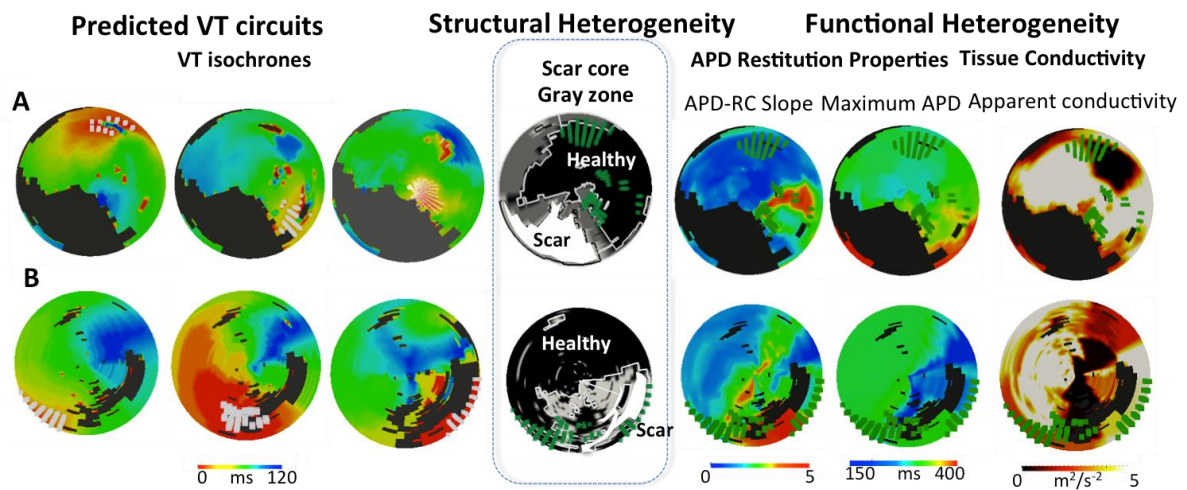 Predicted VT circuits
Structural Heterogeneity
Functional Heterogeneity
VT isochrones
Scar core
Gray zone
APD Restitution Properties
Tissue Conductivity
APD-RC Slope
Maximum APD
Apparent conductivity
A
Healthy
Scar
B
Healthy
Scar
0 ms 120
0 5
150 ms 400
0 m²/s⁻² 5